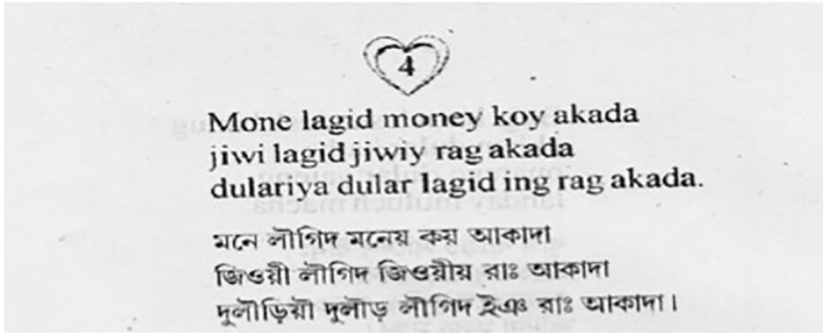 4
Mone lagid money koy akada
jiwi lagid jiwiy rag akada
dulariya dular lagid ing rag akada.
মনে লৗগিদ মনেয় কয় আকাদা
জিওয়ী লৗগিদ জিওয়ীয় রাঃ আকাদা
দুলৗড়িয়ৗ দুলৗড় লৗগিদ ইঞ রাঃ আকাদা।